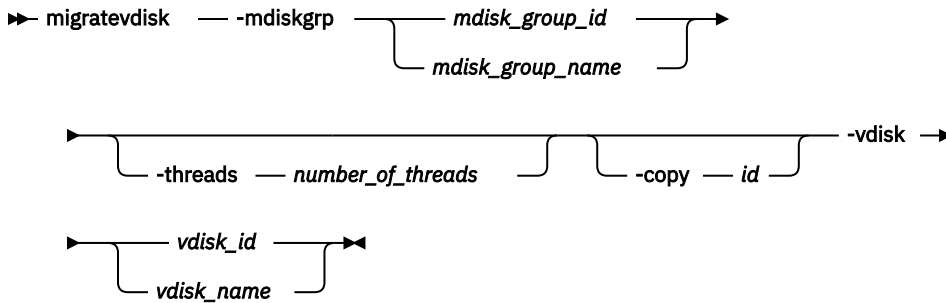 migratevdisk -mdiskgrp mdisk_group_id
mdisk_group_name
-vdisk
-threads number_of_threads -copy id
vdisk_id
vdisk_name